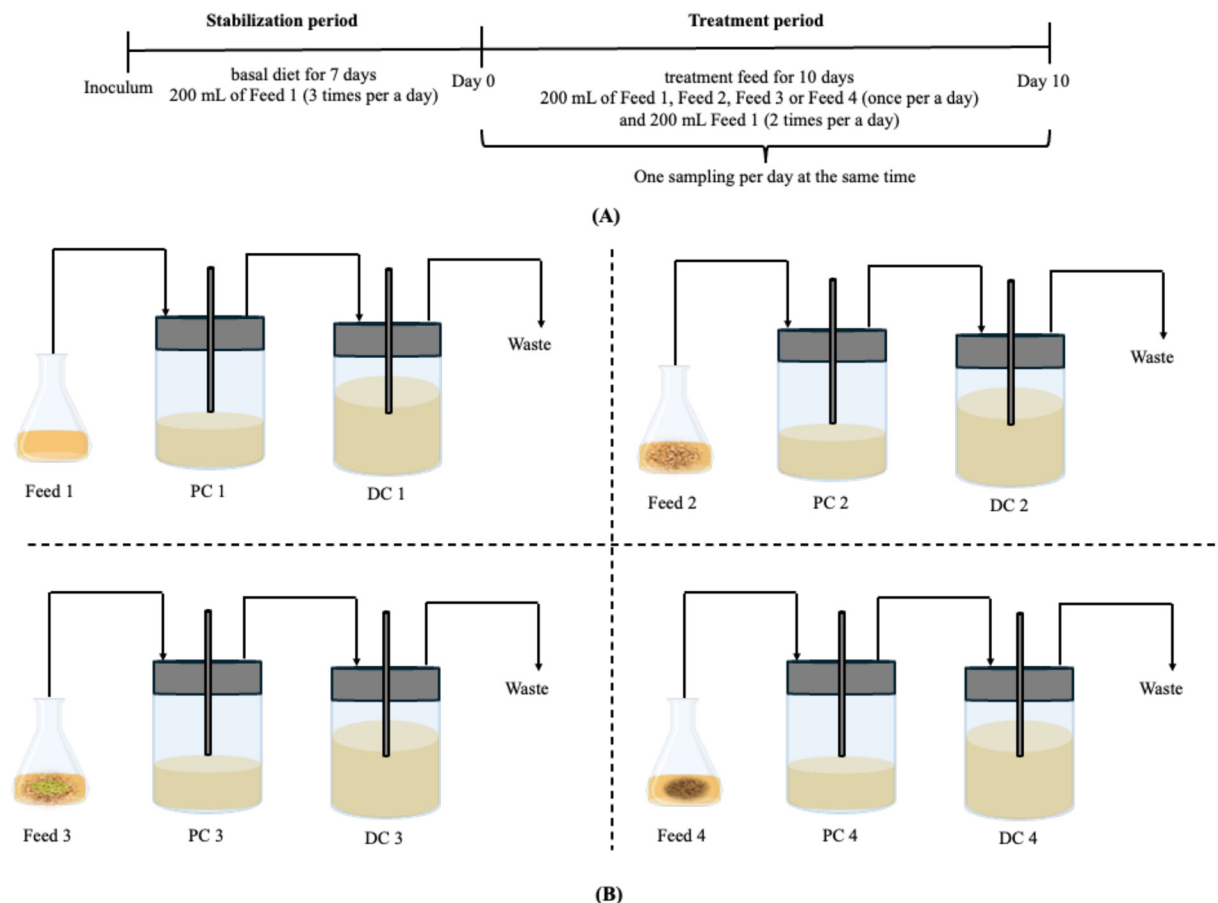 Stabilization period
Treatment period
Inoculum
basal diet for 7 days
200 mL of Feed 1 (3 times per a day)
Day 0
treatment feed for 10 days
200 mL of Feed 1, Feed 2, Feed 3 or Feed 4 (once per a day)
and 200 mL Feed 1 (2 times per a day)
Day 10
One sampling per day at the same time
(A)
Waste
Feed 1
PC 1
DC 1
Waste
Feed 2
PC 2
DC 2
Waste
Feed 3
PC 3
DC 3
Waste
Feed 4
PC 4
DC 4
(B)